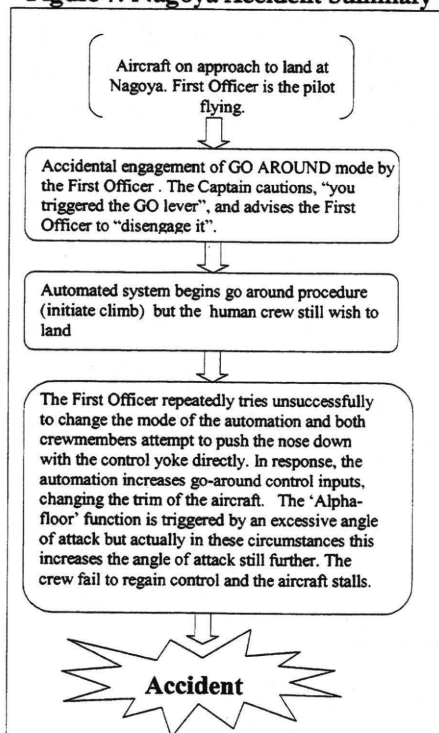 Figure 7. Nagoya Accident Summary
Aircraft on approach to land at
Nagoya. First Officer is the pilot
flying.
Accidental engagement of GO AROUND mode by
the First Officer . The Captain cautions, “you
triggered the GO lever”, and advises the First
Officer to “disengage it”.
Automated system begins go around procedure
(initiate climb) but the human crew still wish to
land
The First Officer repeatedly tries unsuccessfully
to change the mode of the automation and both
crewmembers attempt to push the nose down
with the control yoke directly. In response, the
automation increases go-around control inputs,
changing the trim of the aircraft. The ‘Alpha-
floor’ function is triggered by an excessive angle
of attack but actually in these circumstances this
increases the angle of attack still further. The
crew fail to regain control and the aircraft stalls.
Accident